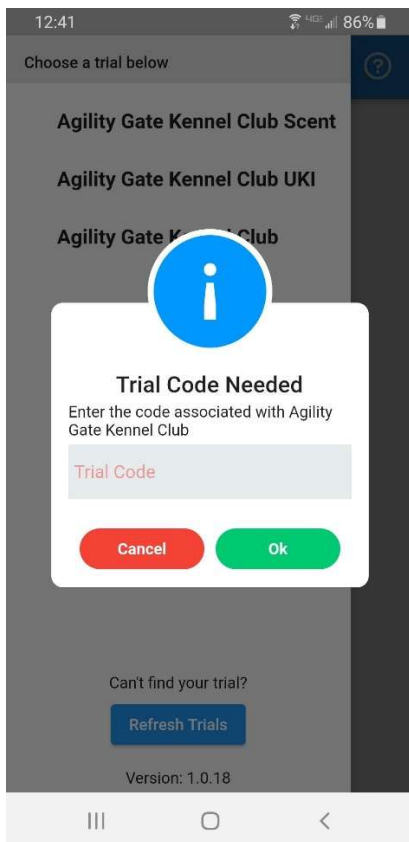 12:41 4GE 86%
Choose a trial below
Agility Gate Kennel Club Scent
Agility Gate Kennel Club UKI
Agility Gate Kennel Club
Trial Code Needed
Enter the code associated with Agility
Gate Kennel Club
Trial Code
Cancel Ok
Can't find your trial?
Refresh Trials
Version: 1.0.18